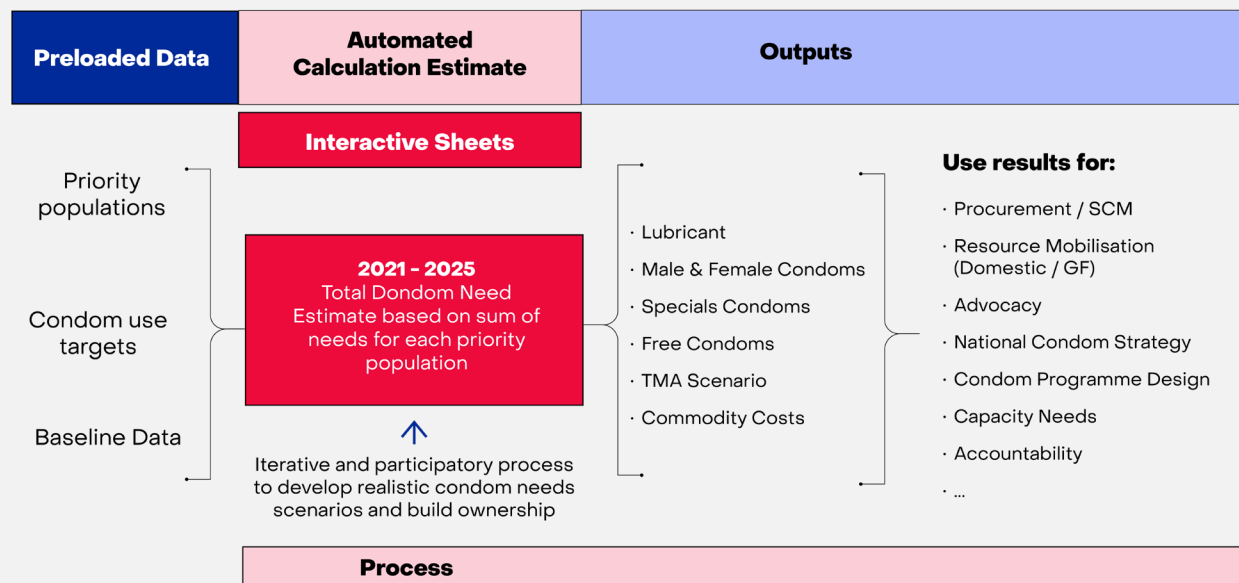 Preloaded Data
Automated
Calculation Estimate
Outputs
Interactive Sheets
Priority
populations
Condom use
targets
Baseline Data
2021 - 2025
Total Dondom Need
Estimate based on sum of
needs for each priority
population
Iterative and participatory process
to develop realistic condom needs
scenarios and build ownership
· Lubricant
· Male & Female Condoms
· Specials Condoms
· Free Condoms
· TMA Scenario
· Commodity Costs
Use results for:
· Procurement / SCM
· Resource Mobilisation
(Domestic / GF)
· Advocacy
· National Condom Strategy
· Condom Programme Design
· Capacity Needs
· Accountability
· ...
Process